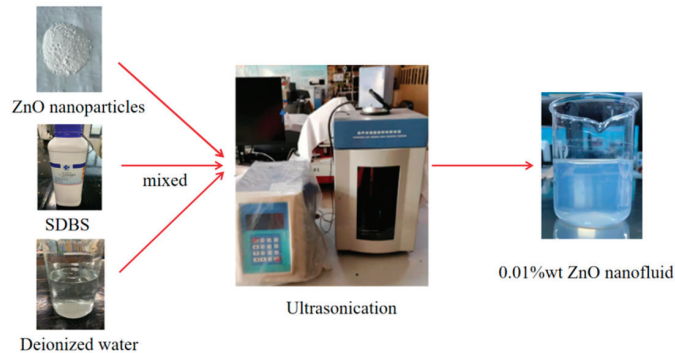 ZnO nanoparticles
SDBS
mixed
Deionized water
Ultrasonication
0.01%wt ZnO nanofluid